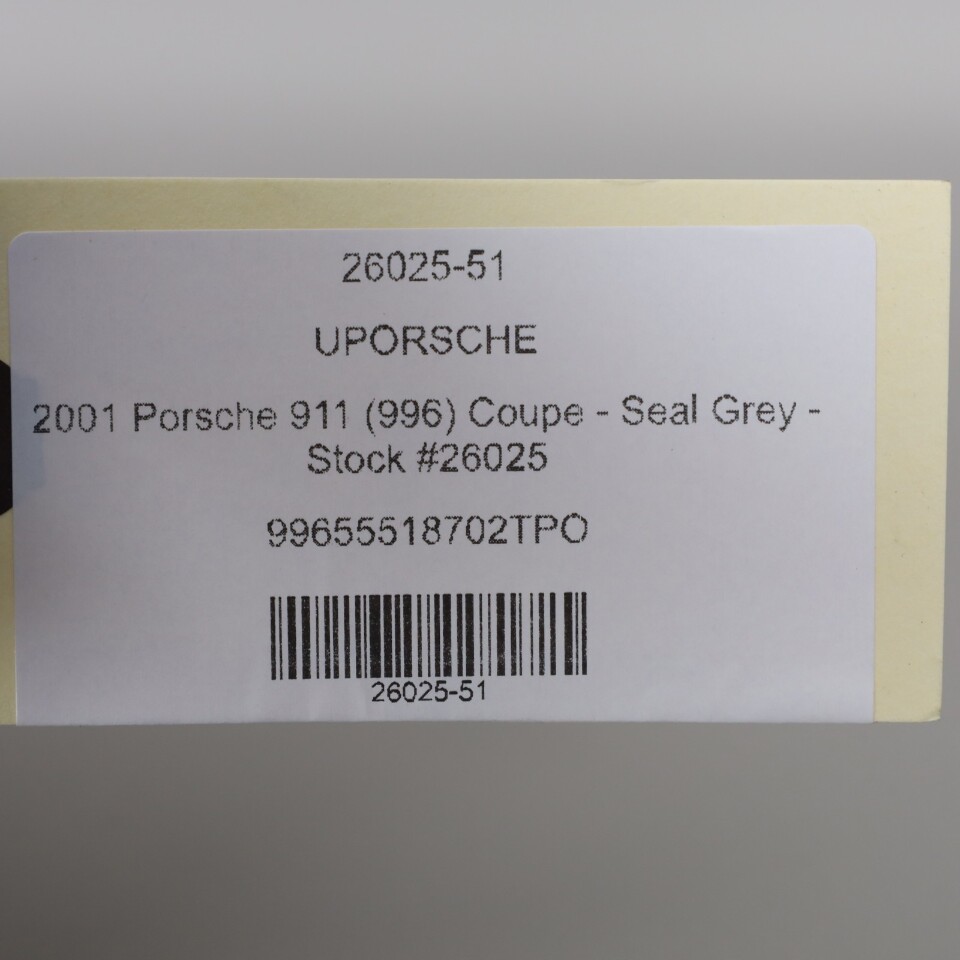 26025-51
UPORSCHE
2001 Porsche 911 (996) Coupe - Seal Grey -
Stock #26025
99655518702TPO
26025-51